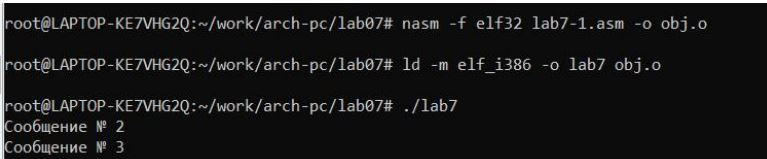 root@LAPTOP-KE7VHG2Q:~/work/arch-pc/lab07# nasm -f elf32 lab7-1.asm -o obj.o
root@LAPTOP-KE7VHG2Q:~/work/arch-pc/lab07# ld -m elf_i386 -o lab7 obj.o
root@LAPTOP-KE7VHG2Q:~/work/arch-pc/lab07# ./lab7
Сообщение № 2
Сообщение № 3